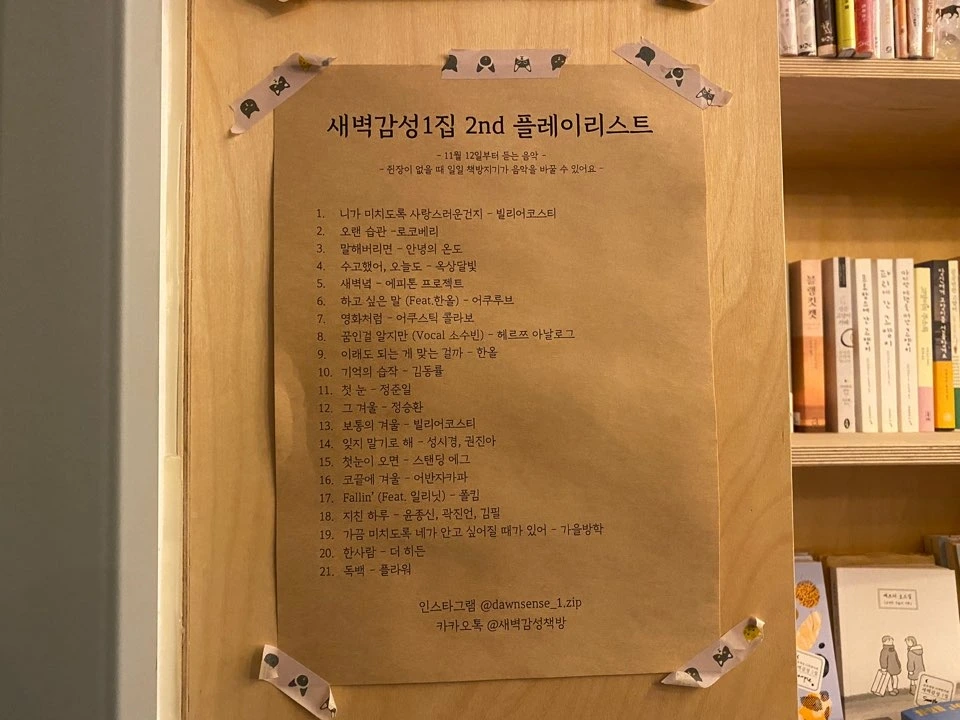 새벽감성1집 2nd 플레이리스트
- 11월 12일부터 듣는 음악 -
- 쥔장이 없을 때 일일 책방지기가 음악을 바꿀 수 있어요 -
1. 니가 미치도록 사랑스러운건지 - 빌리어코스티
2. 오랜 습관 -로코베리
3. 말해버리면 - 안녕의 온도
4. 수고했어, 오늘도 - 옥상달빛
5. 새벽녘 - 에피톤 프로젝트
6. 하고 싶은 말 (Feat.한올) - 어쿠루브
7. 영화처럼 - 어쿠스틱 콜라보
8. 꿈인걸 알지만 (Vocal 소수빈) - 헤르쯔 아날로그
9. 이래도 되는 게 맞는 걸까 - 한올
10. 기억의 습작 - 김동률
11. 첫 눈 - 정준일
12. 그 겨울 - 정승환
13. 보통의 겨울 - 빌리어코스티
14. 잊지 말기로 해 - 성시경, 권진아
15. 첫눈이 오면 - 스탠딩 에그
16. 코끝에 겨울 - 어반자카파
17. Fallin' (Feat. 일리닛) - 폴킴
18. 지친 하루 - 윤종신, 곽진언, 김필
19. 가끔 미치도록 네가 안고 싶어질 때가 있어 - 가을방학
20. 한사람 - 더 히든
21. 독백 - 플라워
인스타그램 @dawnsense_1.zip
카카오톡 @새벽감성책방
블랭킷 캣